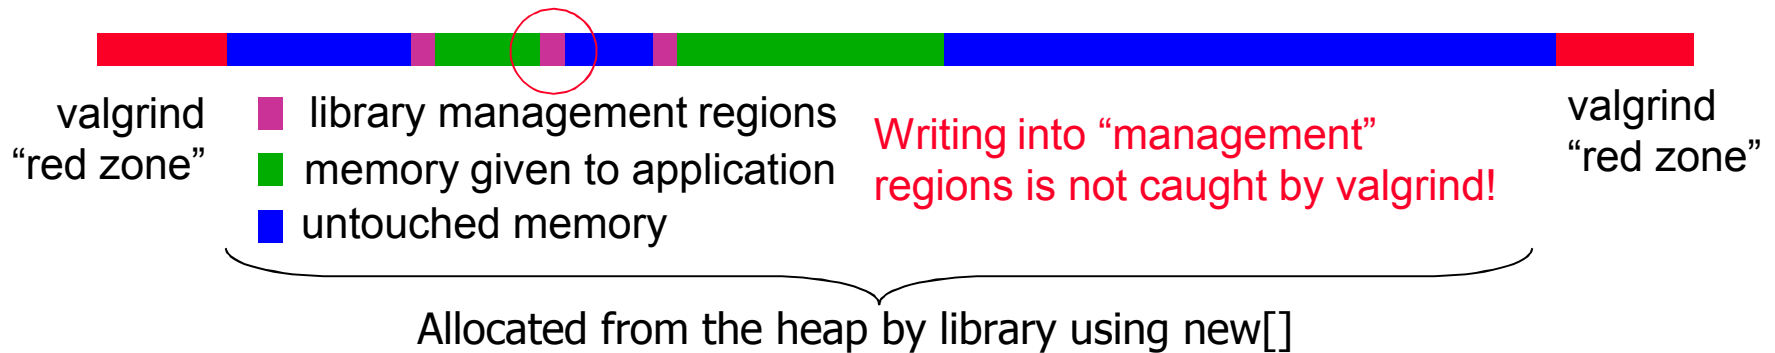 valgrind
“red zone”
library management regions
memory given to application
untouched memory
Writing into “management”
regions is not caught by valgrind!
valgrind
“red zone”
Allocated from the heap by library using new[]